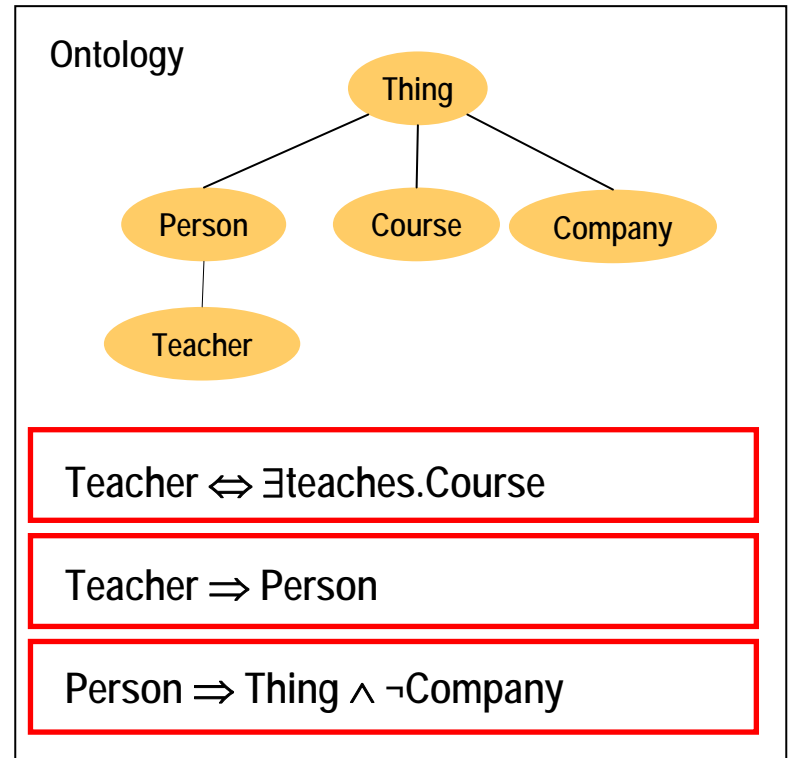 Ontology
Thing
Person
Course
Company
Teacher
Teacher ⇔ ∃teaches.Course
Teacher ⇒ Person
Person ⇒ Thing ∧ ¬Company